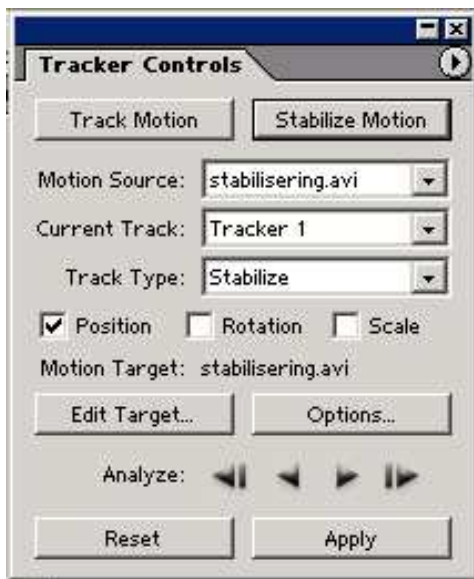 Tracker Controls
Track Motion Stabilize Motion
Motion Source: stabilisering.avi
Current Track: Tracker 1
Track Type: Stabilize
Position Rotation Scale
Motion Target: stabilisering.avi
Edit Target... Options...
Analyze:
Reset Apply